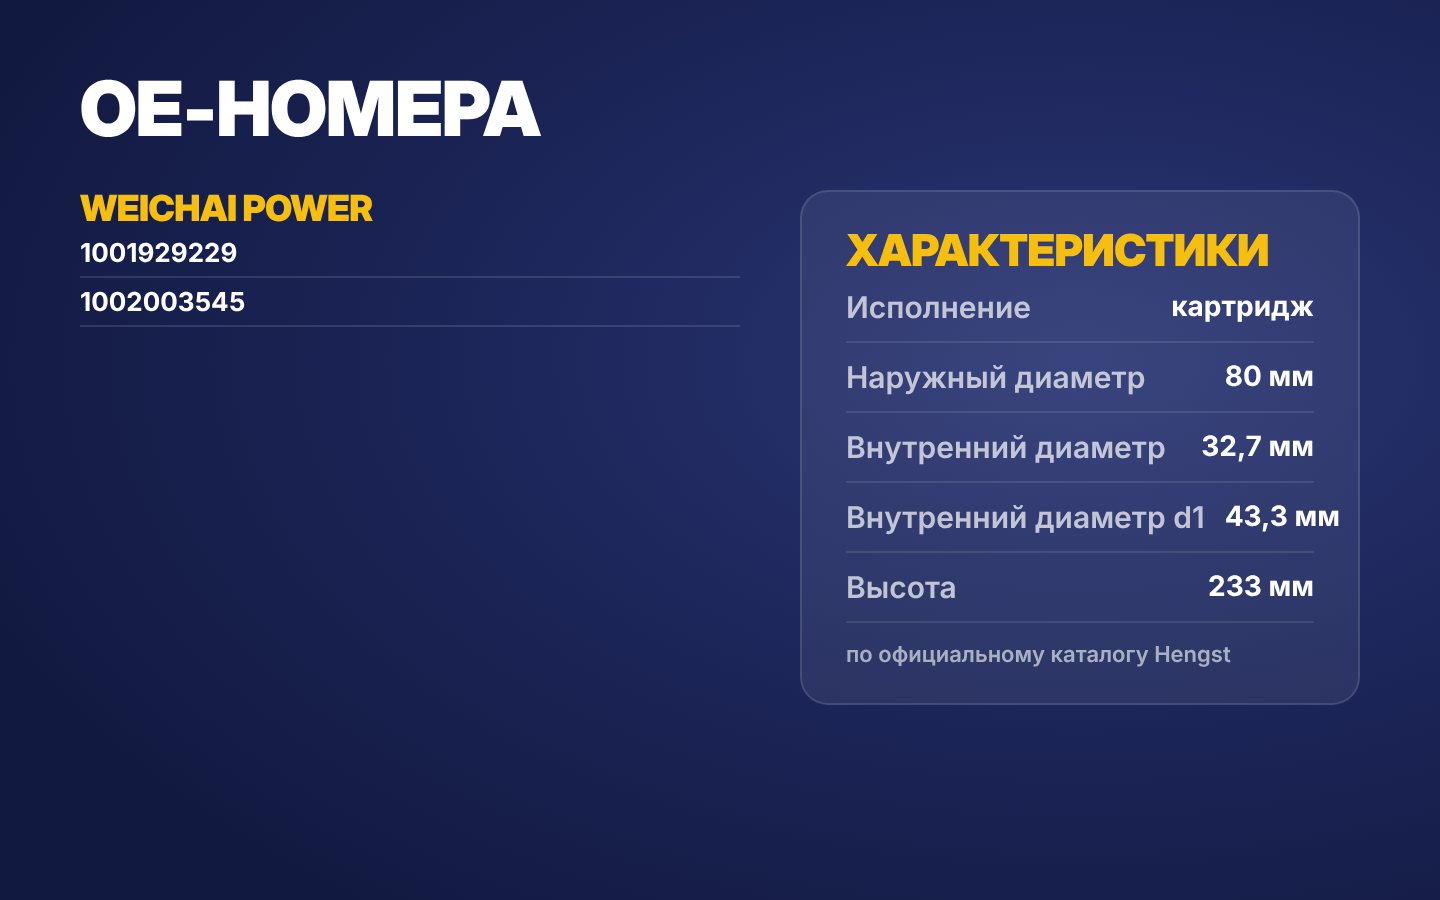 OE-НОМЕРА
WEICHAI POWER
1001929229
1002003545
ХАРАКТЕРИСТИКИ
Исполнение картридж
Наружный диаметр 80 мм
Внутренний диаметр 32,7 мм
Внутренний диаметр d1 43,3 мм
Высота 233 мм
по официальному каталогу Hengst